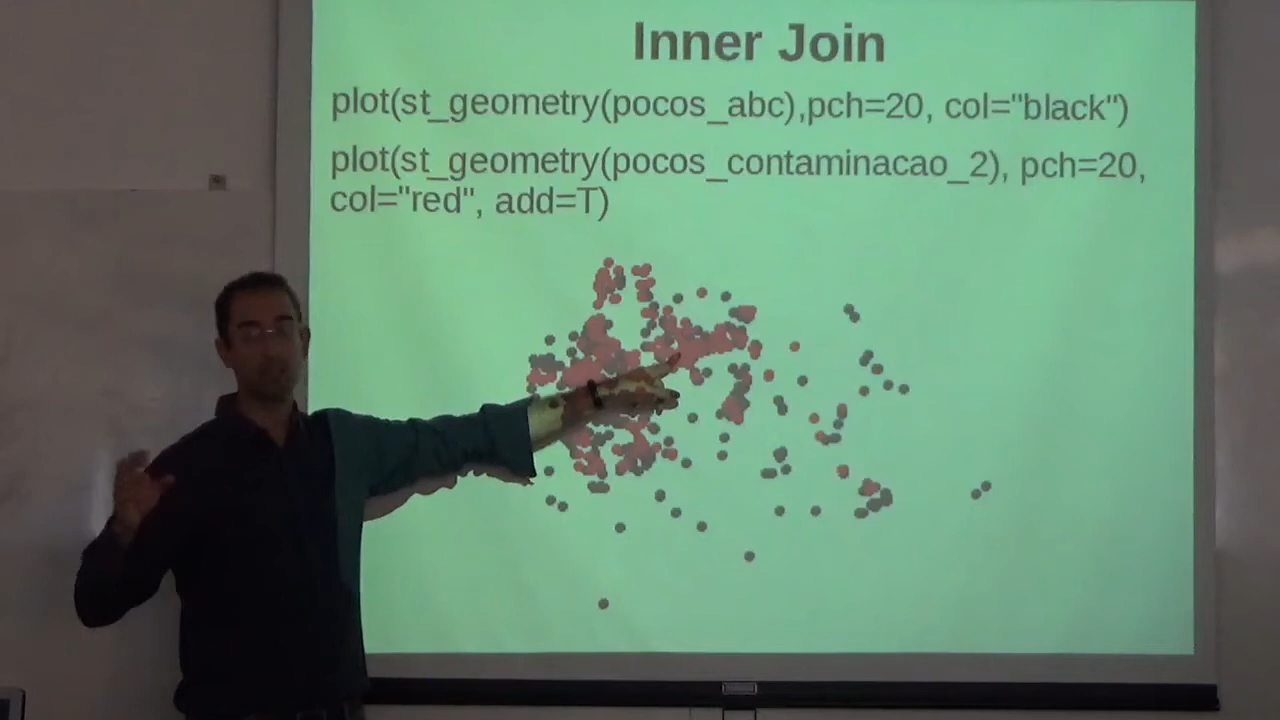 Inner Join
plot(st_geometry(pocos_abc),pch=20, col="black")
plot(st_geometry(pocos_contaminacao_2), pch=20,
col="red", add=T)